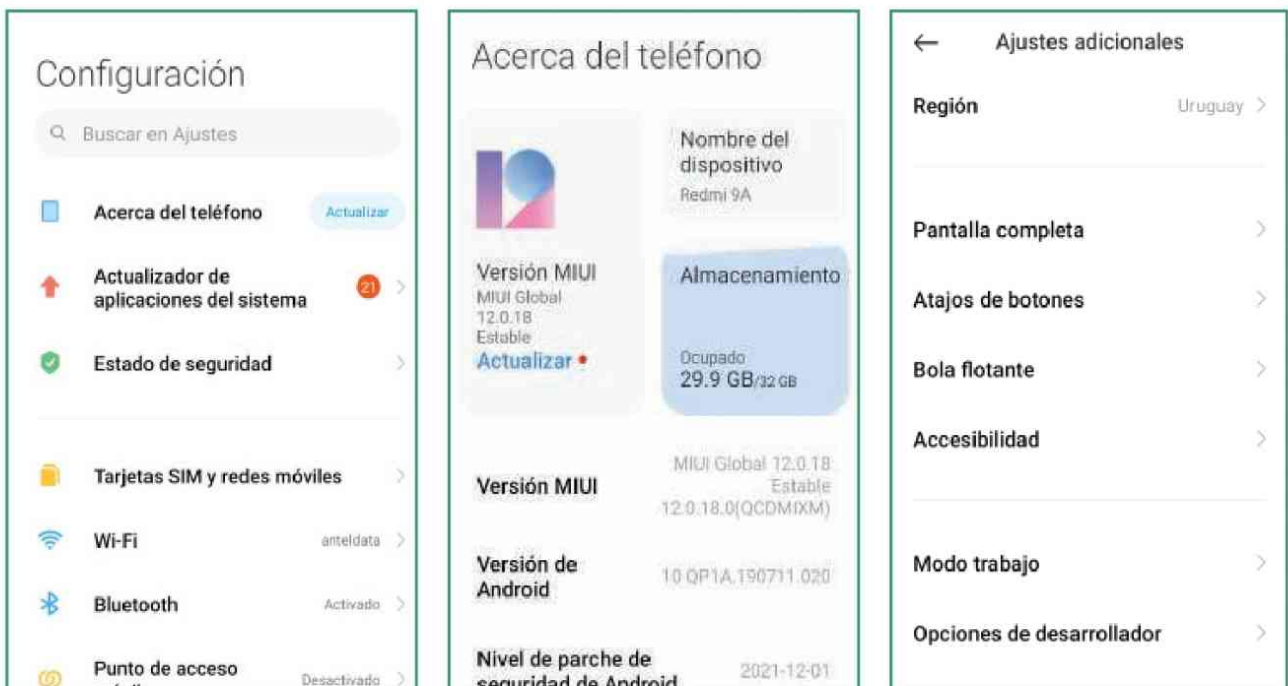 Configuración
Buscar en Ajustes
Acerca del teléfono
Actualizar
Actualizador de
aplicaciones del sistema
21
Estado de seguridad
Tarjetas SIM y redes móviles
Wi-Fi
anteldata
Bluetooth
Activado
Punto de acceso
Desactivado
Acerca del teléfono
Versión MIUI
MIUI Global
12.0.18
Estable
Actualizar
Nombre del
dispositivo
Redmi 9A
Almacenamiento
Ocupado
29.9 GB/32 GB
Versión MIUI
MIUI Global 12.0.18
Estable
12.0.18.0(QCDMIXM)
Versión de
Android
10 QP1A.190711.020
Nivel de parche de
seguridad de Android
2021-12-01
Ajustes adicionales
Región
Uruguay
Pantalla completa
Atajos de botones
Bola flotante
Accesibilidad
Modo trabajo
Opciones de desarrollador